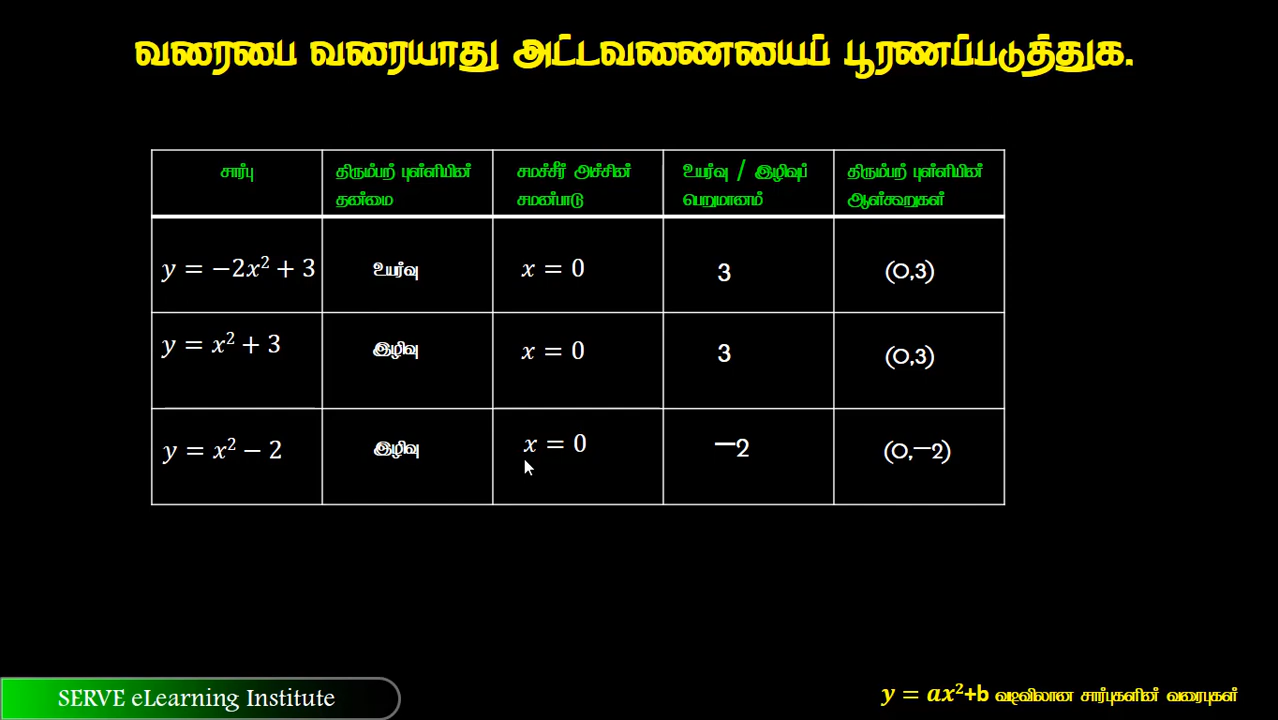 வரைபை வரையாது அட்டவணையைப் பூரணப்படுத்துக.
சார்பு
திரும்பற் புள்ளியின் தன்மை
சமச்சீர் அச்சின் சமன்பாடு
உயர்வு / இழிவுப் பெறுமானம்
திரும்பற் புள்ளியின் ஆள்கூறுகள்
y = −2x² + 3 உயர்வு x = 0 3 (0,3)
y = x² + 3 இழிவு x = 0 3 (0,3)
y = x² − 2 இழிவு x = 0 −2 (0,−2)
SERVE eLearning Institute
y = ax²+b வடிவிலான சார்புகளின் வரைபுகள்